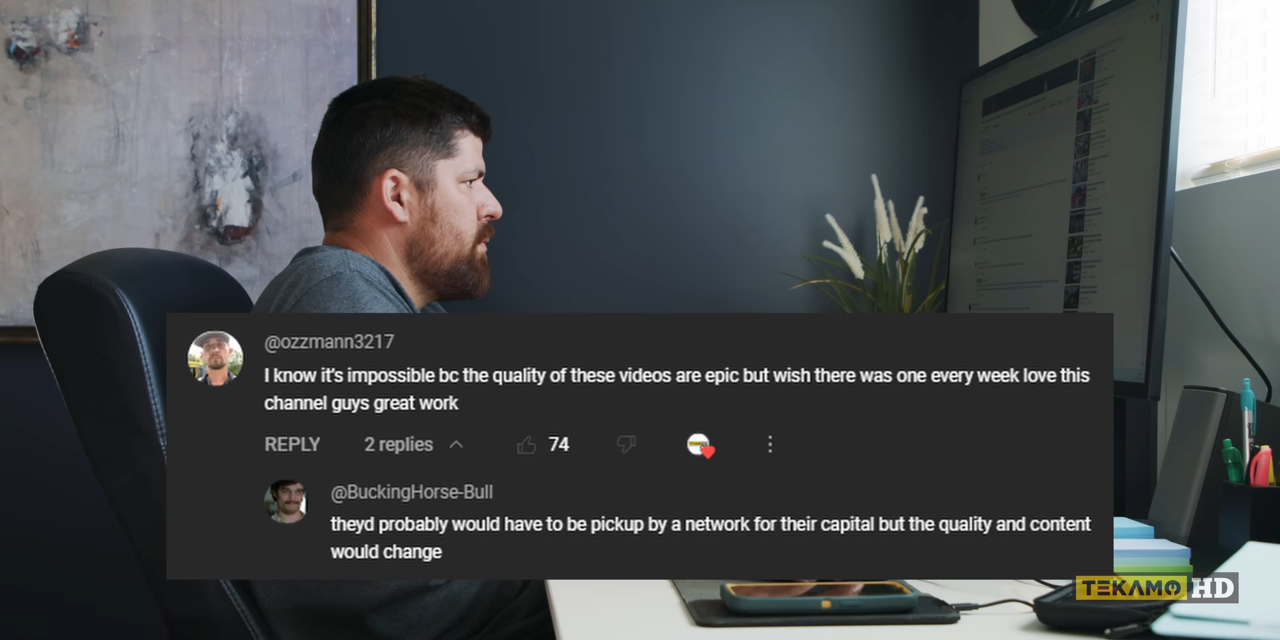 @ozzmann3217
I know it's impossible bc the quality of these videos are epic but wish there was one every week love this
channel guys great work
REPLY 2 replies 74
@BuckingHorse-Bull
theyd probably would have to be pickup by a network for their capital but the quality and content
would change
TEKAMO HD